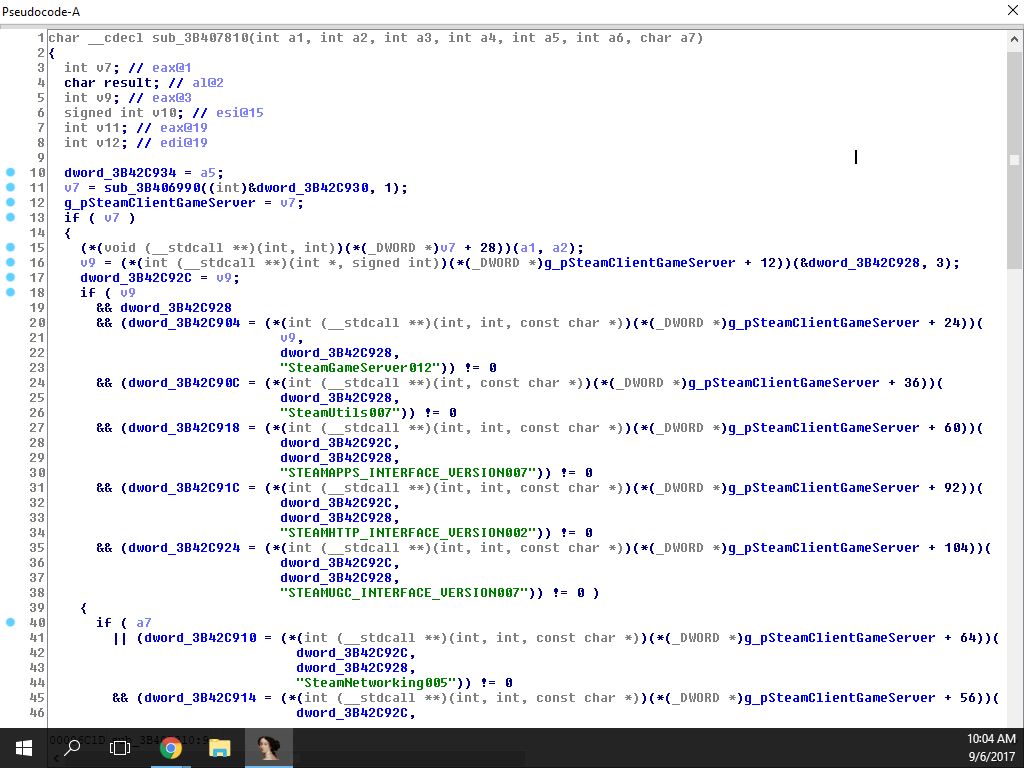 Pseudocode-A
1 char __cdecl sub_3B407810(int a1, int a2, int a3, int a4, int a5, int a6, char a7)
2 {
3 int v7; // eax@1
4 char result; // al@2
5 int v9; // eax@3
6 signed int v10; // esi@15
7 int v11; // eax@19
8 int v12; // edi@19
9
10 dword_3B42C934 = a5;
11 v7 = sub_3B406990((int)&dword_3B42C930, 1);
12 g_pSteamClientGameServer = v7;
13 if ( v7 )
14 {
15 (*(void (__stdcall **)(int, int))(*(_DWORD *)v7 + 28))(a1, a2);
16 v9 = (*(int (__stdcall **)(int *, signed int))(*(_DWORD *)g_pSteamClientGameServer + 12))(&dword_3B42C928, 3);
17 dword_3B42C92C = v9;
18 if ( v9
19 && dword_3B42C928
20 && (dword_3B42C904 = (*(int (__stdcall **)(int, int, const char *))(*(_DWORD *)g_pSteamClientGameServer + 24))(
21 v9,
22 dword_3B42C928,
23 "SteamGameServer012")) != 0
24 && (dword_3B42C90C = (*(int (__stdcall **)(int, const char *))(*(_DWORD *)g_pSteamClientGameServer + 36))(
25 dword_3B42C928,
26 "SteamUtils007")) != 0
27 && (dword_3B42C918 = (*(int (__stdcall **)(int, int, const char *))(*(_DWORD *)g_pSteamClientGameServer + 60))(
28 dword_3B42C92C,
29 dword_3B42C928,
30 "STEAMAPPS_INTERFACE_VERSION007")) != 0
31 && (dword_3B42C91C = (*(int (__stdcall **)(int, int, const char *))(*(_DWORD *)g_pSteamClientGameServer + 92))(
32 dword_3B42C92C,
33 dword_3B42C928,
34 "STEAMHTTP_INTERFACE_VERSION002")) != 0
35 && (dword_3B42C924 = (*(int (__stdcall **)(int, int, const char *))(*(_DWORD *)g_pSteamClientGameServer + 104))(
36 dword_3B42C92C,
37 dword_3B42C928,
38 "STEAMUGC_INTERFACE_VERSION007")) != 0 )
39 {
40 if ( a7
41 || (dword_3B42C910 = (*(int (__stdcall **)(int, int, const char *))(*(_DWORD *)g_pSteamClientGameServer + 64))(
42 dword_3B42C92C,
43 dword_3B42C928,
44 "SteamNetworking005")) != 0
45 && (dword_3B42C914 = (*(int (__stdcall **)(int, int, const char *))(*(_DWORD *)g_pSteamClientGameServer + 56))(
46 dword_3B42C92C,
10:04 AM
9/6/2017